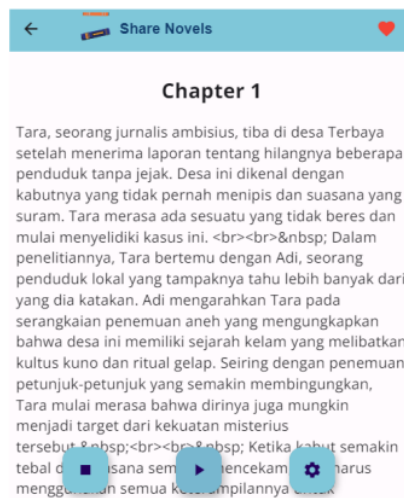 Share Novels
Chapter 1
Tara, seorang jurnalis ambisius, tiba di desa Terbaya
setelah menerima laporan tentang hilangnya beberapa
penduduk tanpa jejak. Desa ini dikenal dengan
kabutnya yang tidak pernah menipis dan suasana yang
suram. Tara merasa ada sesuatu yang tidak beres dan
mulai menyelidiki kasus ini. <br><br>&nbsp; Dalam
penelitiannya, Tara bertemu dengan Adi, seorang
penduduk lokal yang tampaknya tahu lebih banyak dari
yang dia katakan. Adi mengarahkan Tara pada
serangkaian penemuan aneh yang mengungkapkan
bahwa desa ini memiliki sejarah kelam yang melibatkan
kultus kuno dan ritual gelap. Seiring dengan penemuan
petunjuk-petunjuk yang semakin membingungkan,
Tara mulai merasa bahwa dirinya juga mungkin
menjadi target dari kekuatan misterius
tersebut.&nbsp;<br><br>&nbsp; Ketika kabut semakin
tebal
semua